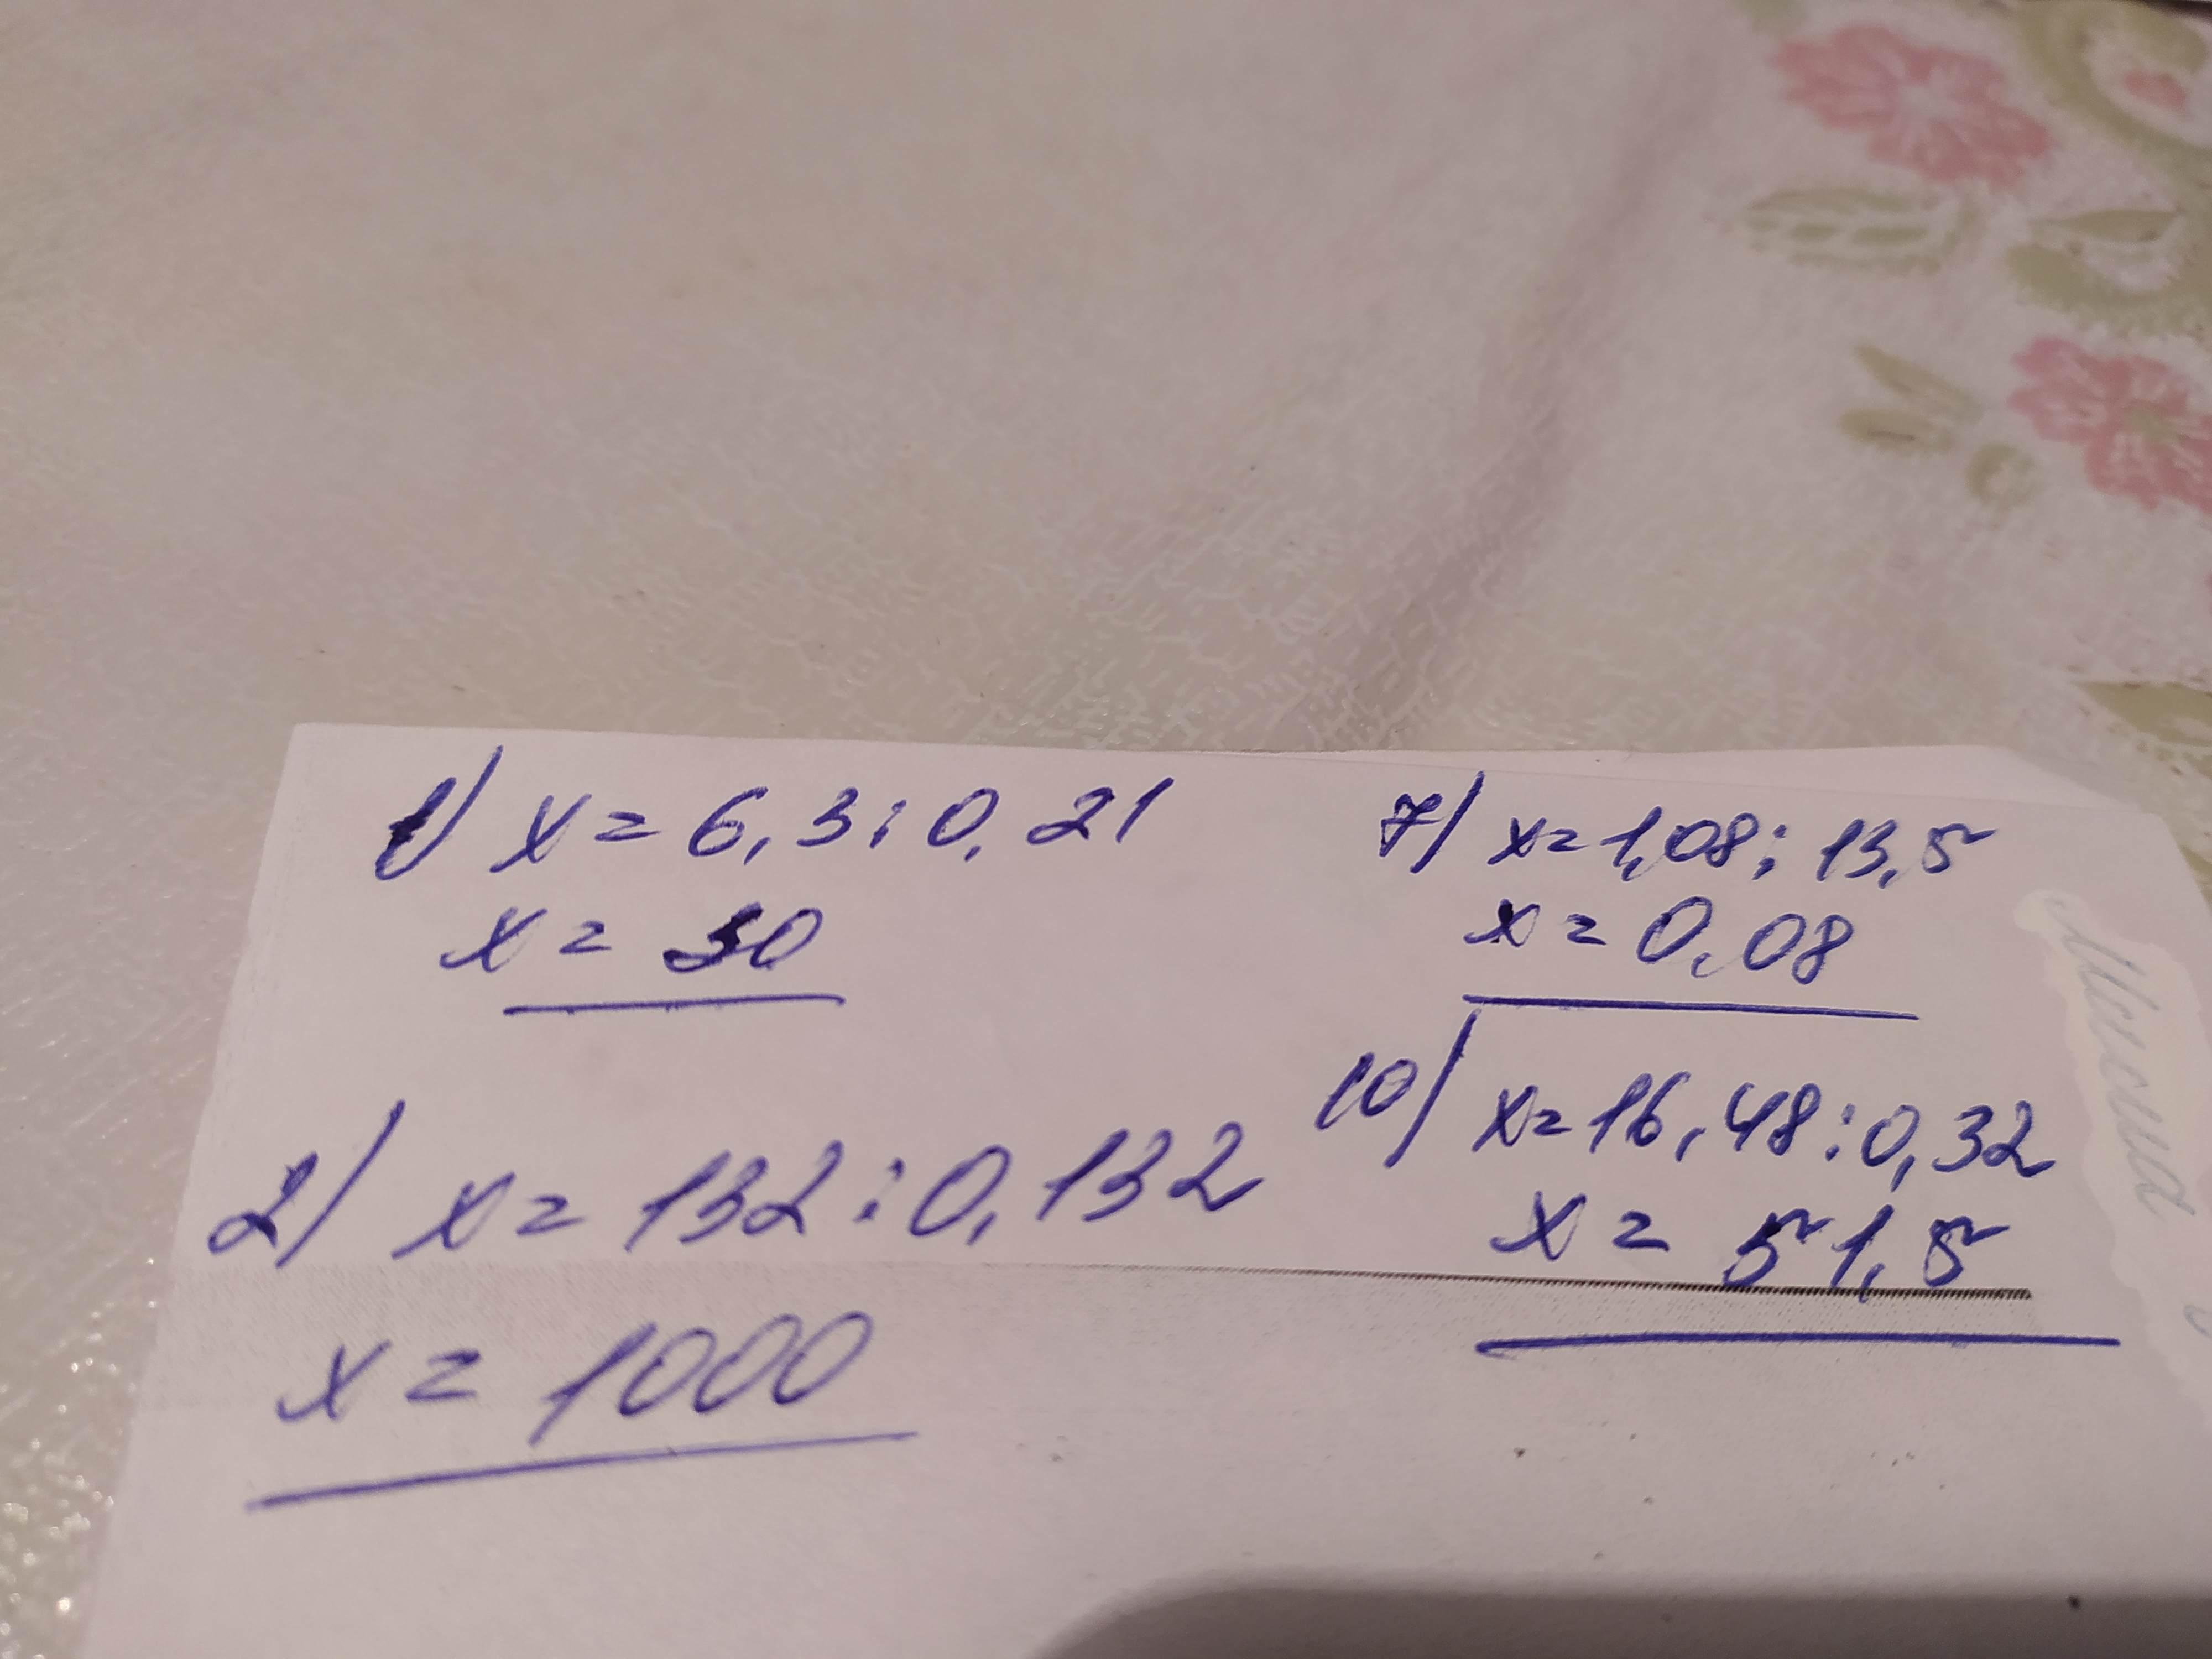 1) x = 6,3 : 0,21
x = 30
2) x = 132 : 0,132
x = 1000
7) x = 1,08 : 13,5
x = 0,08
10) x = 16,48 : 0,32
x = 51,5